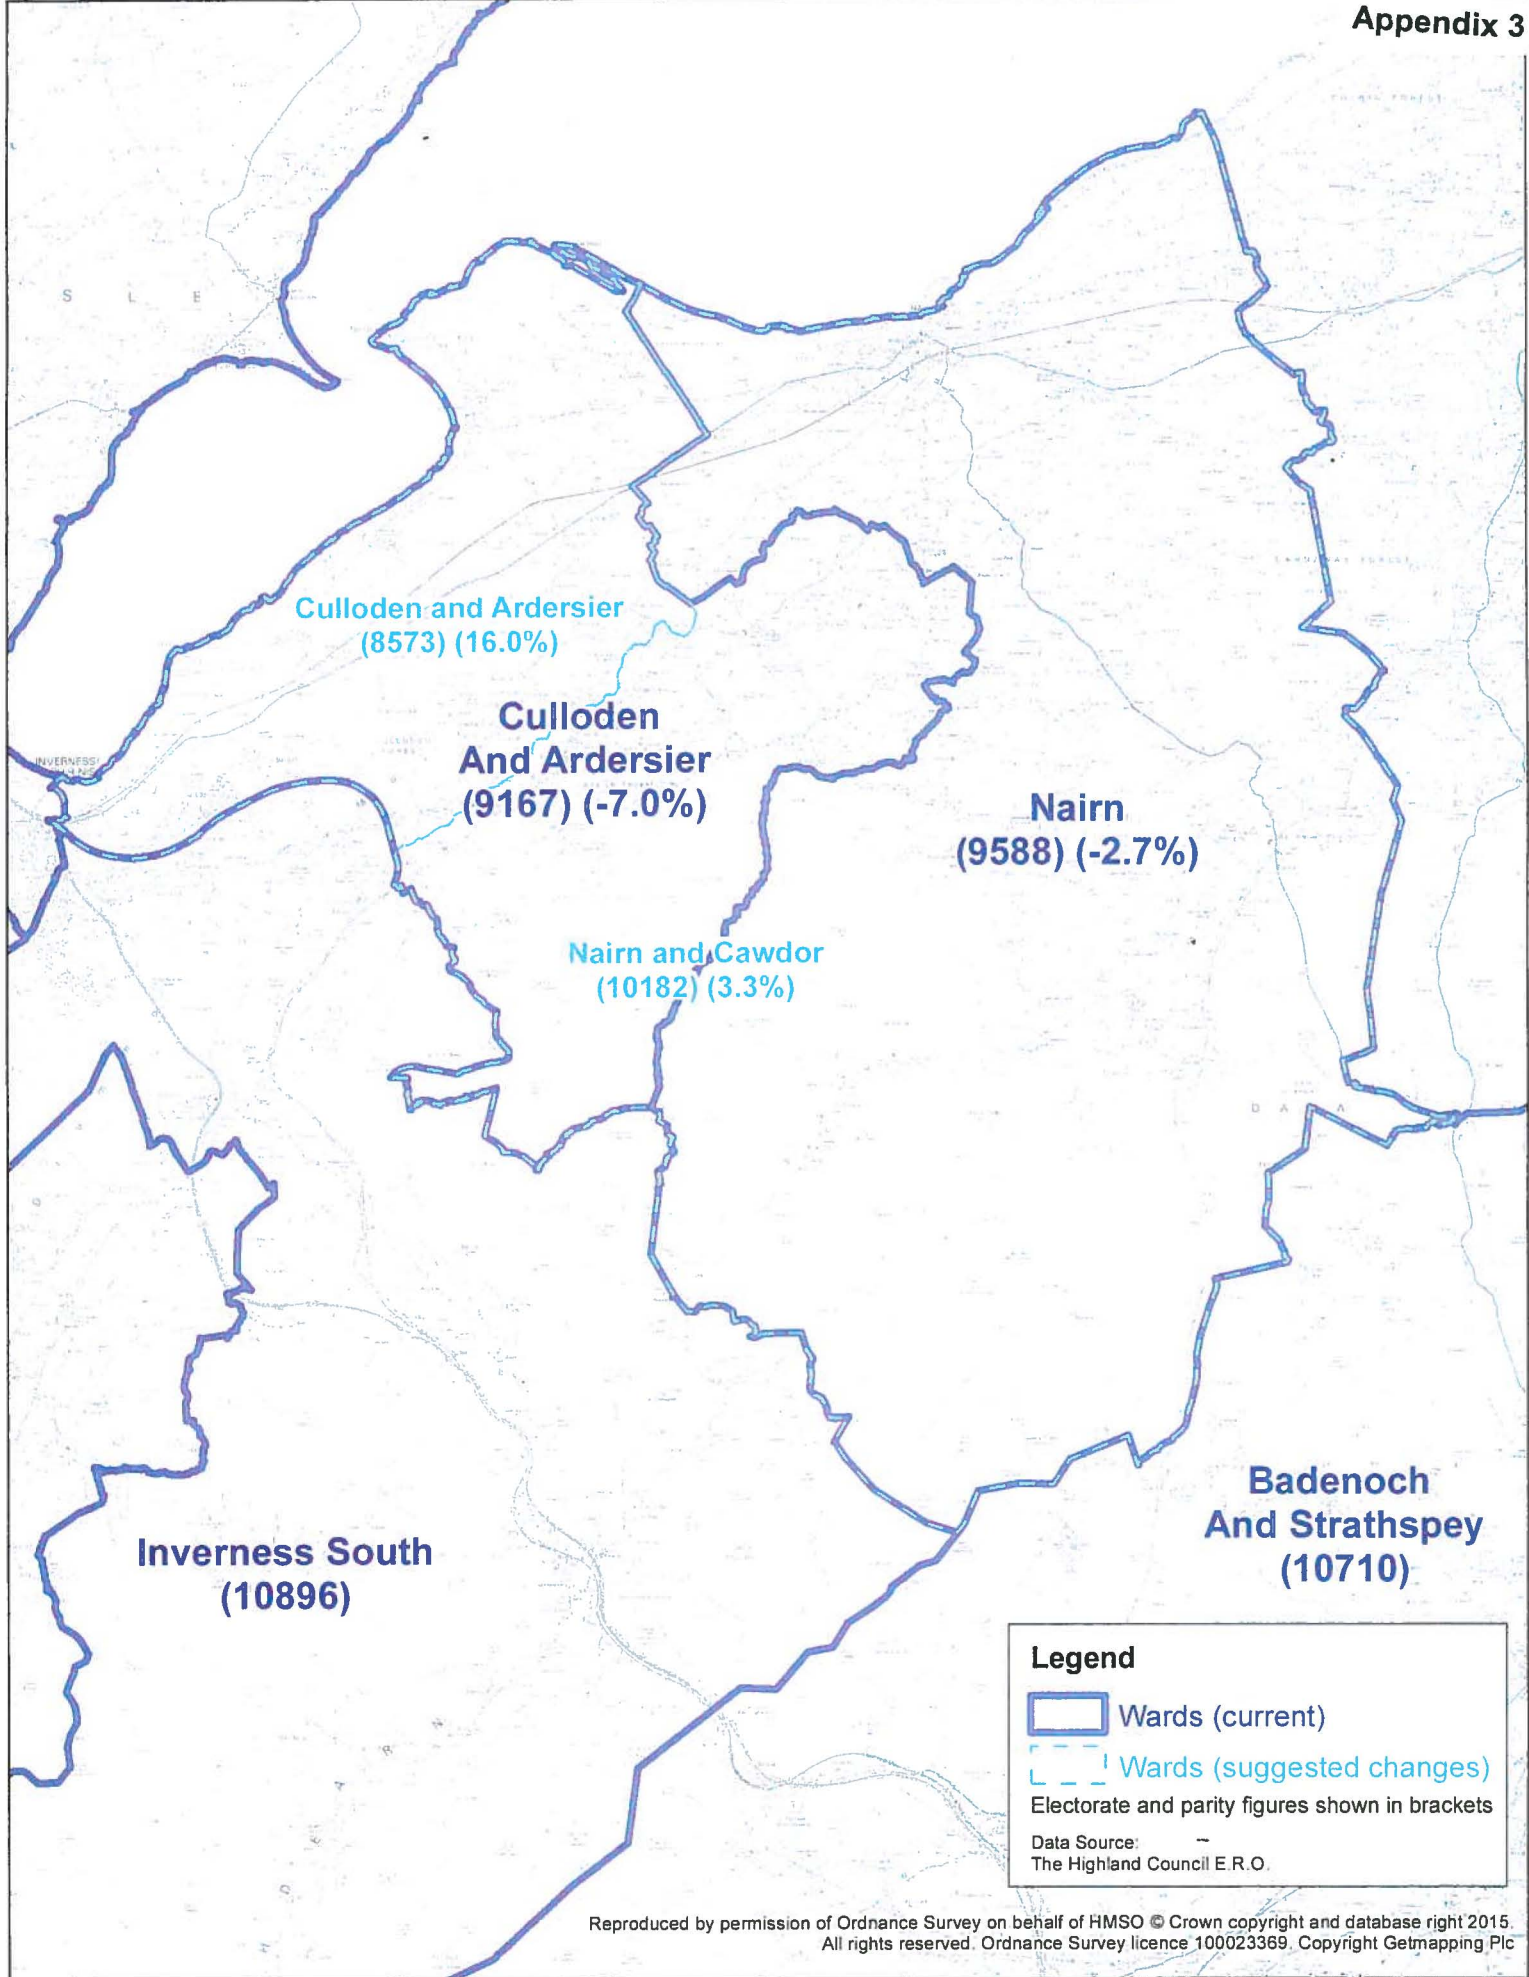 Appendix 3
S L E
Culloden and Ardersier
(8573) (16.0%)
Culloden
And Ardersier
(9167) (-7.0%)
INVERNESS
Nairn
(9588) (-2.7%)
Nairn and Cawdor
(10182) (3.3%)
Badenoch
And Strathspey
(10710)
Inverness South
(10896)
Legend
Wards (current)
Wards (suggested changes)
Electorate and parity figures shown in brackets
Data Source:
The Highland Council E.R.O.
Reproduced by permission of Ordnance Survey on behalf of HMSO © Crown copyright and database right 2015.
All rights reserved. Ordnance Survey licence 100023369. Copyright Getmapping Plc